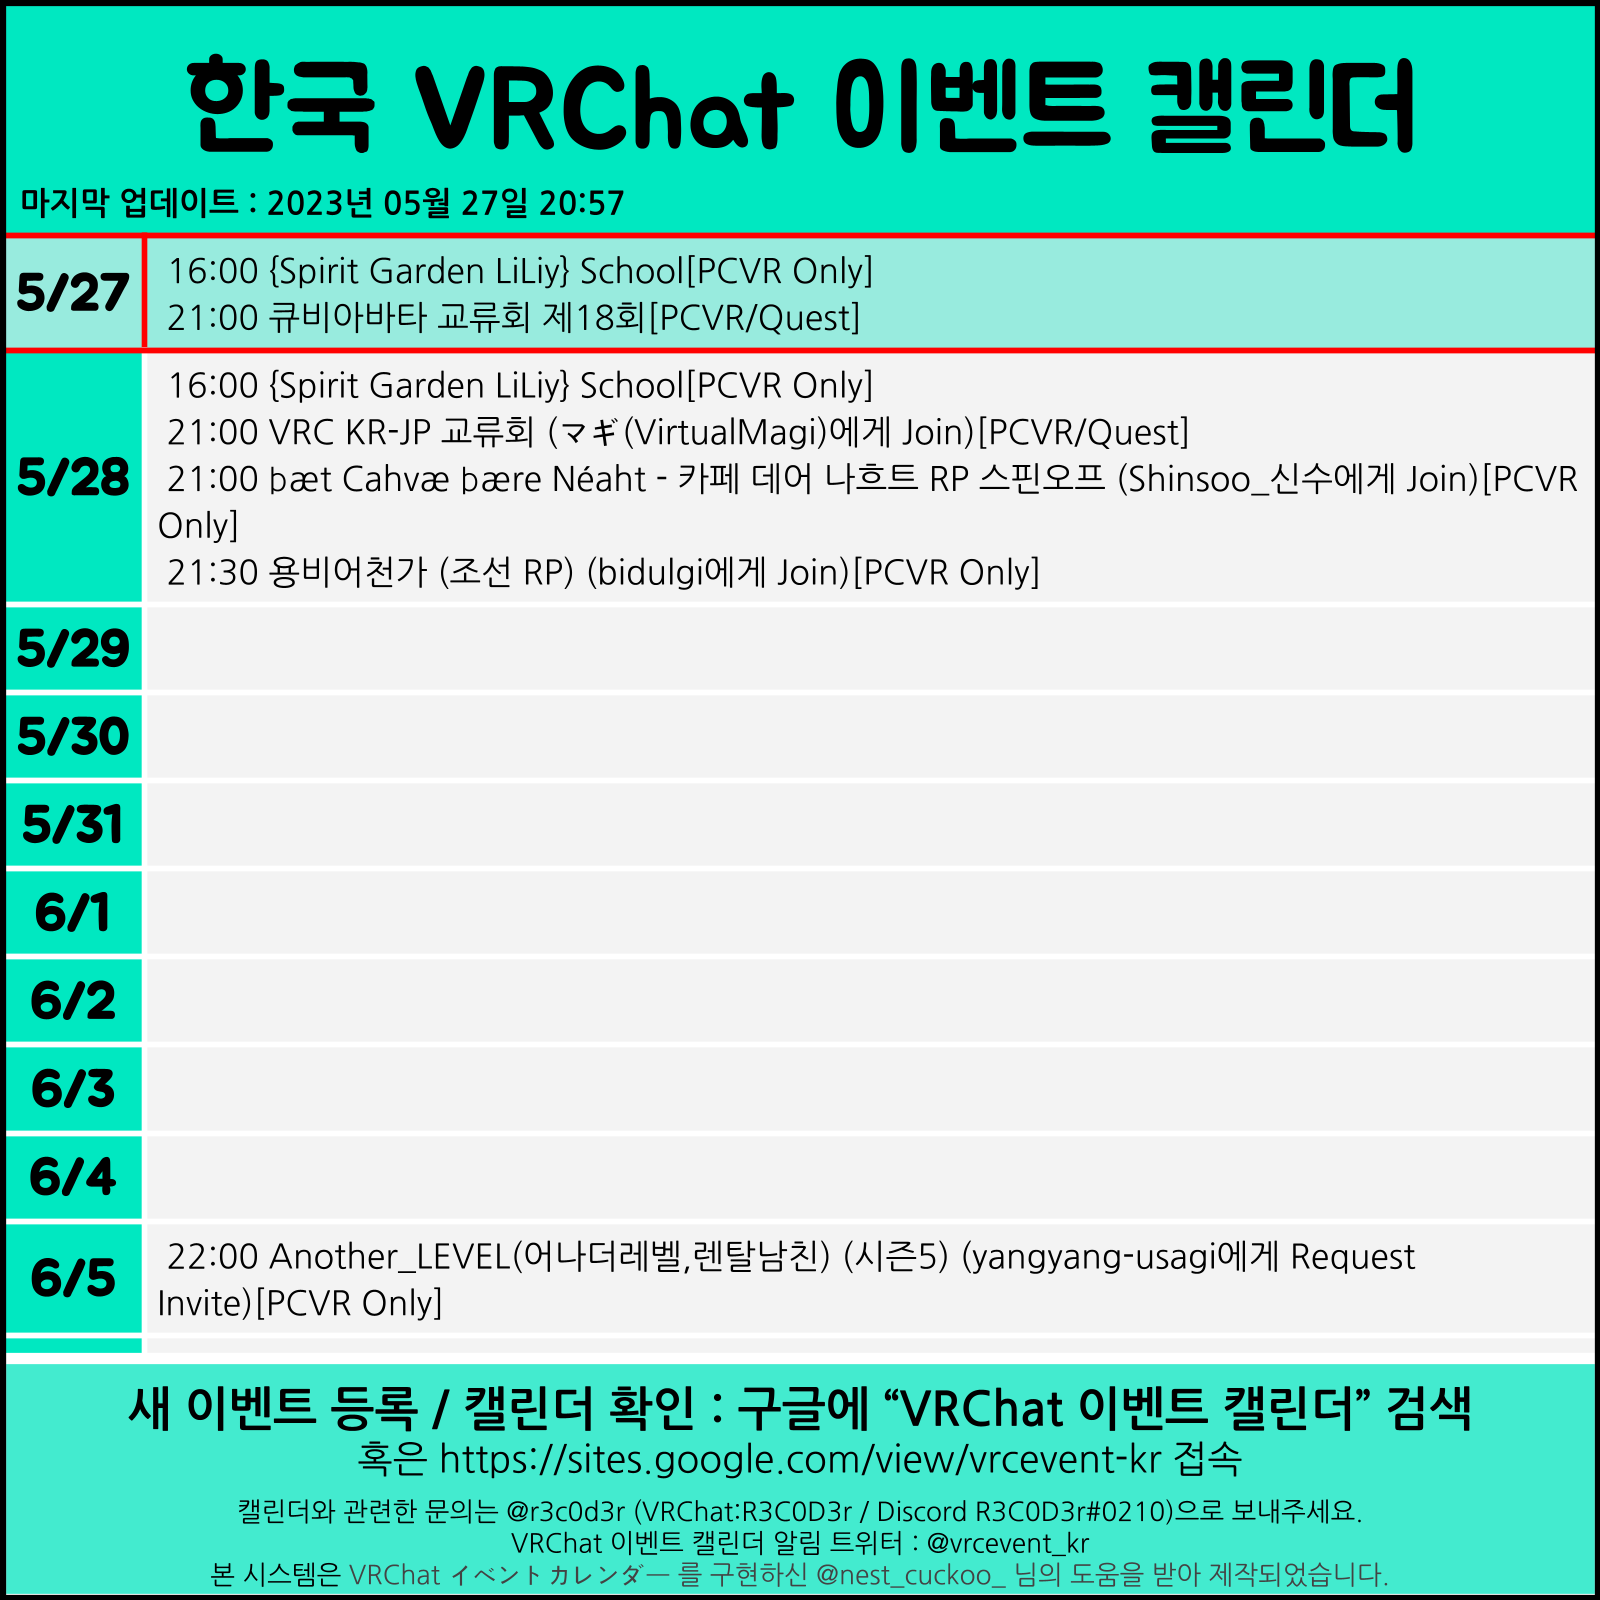 한국 VRChat 이벤트 캘린더
마지막 업데이트 : 2023년 05월 27일 20:57
5/27
16:00 {Spirit Garden LiLiy} School[PCVR Only]
21:00 큐비아바타 교류회 제18회[PCVR/Quest]
5/28
16:00 {Spirit Garden LiLiy} School[PCVR Only]
21:00 VRC KR-JP 교류회 (マギ(VirtualMagi)에게 Join)[PCVR/Quest]
21:00 þæt Cahvæ þære Néaht - 카페 데어 나흐트 RP 스핀오프 (Shinsoo_신수에게 Join)[PCVR
Only]
21:30 용비어천가 (조선 RP) (bidulgi에게 Join)[PCVR Only]
5/29
5/30
5/31
6/1
6/2
6/3
6/4
6/5
22:00 Another_LEVEL(어나더레벨,렌탈남친) (시즌5) (yangyang-usagi에게 Request
Invite)[PCVR Only]
새 이벤트 등록 / 캘린더 확인 : 구글에 “VRChat 이벤트 캘린더” 검색
혹은 https://sites.google.com/view/vrcevent-kr 접속
캘린더와 관련한 문의는 @r3c0d3r (VRChat:R3C0D3r / Discord R3C0D3r#0210)으로 보내주세요.
VRChat 이벤트 캘린더 알림 트위터 : @vrcevent_kr
본 시스템은 VRChat イベントカレンダー 를 구현하신 @nest_cuckoo_ 님의 도움을 받아 제작되었습니다.